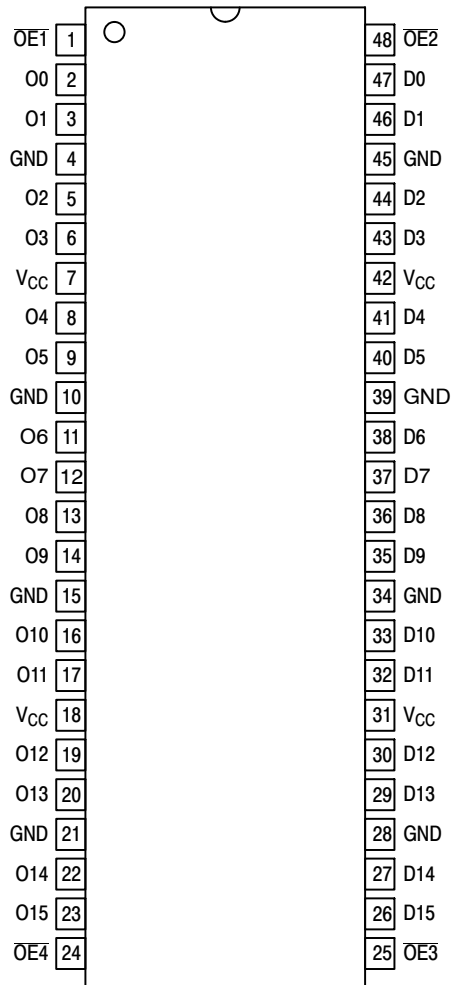 O̅E̅1̅ 1 48 O̅E̅2̅
O0 2 47 D0
O1 3 46 D1
GND 4 45 GND
O2 5 44 D2
O3 6 43 D3
VCC 7 42 VCC
O4 8 41 D4
O5 9 40 D5
GND 10 39 GND
O6 11 38 D6
O7 12 37 D7
O8 13 36 D8
O9 14 35 D9
GND 15 34 GND
O10 16 33 D10
O11 17 32 D11
VCC 18 31 VCC
O12 19 30 D12
O13 20 29 D13
GND 21 28 GND
O14 22 27 D14
O15 23 26 D15
O̅E̅4̅ 24 25 O̅E̅3̅